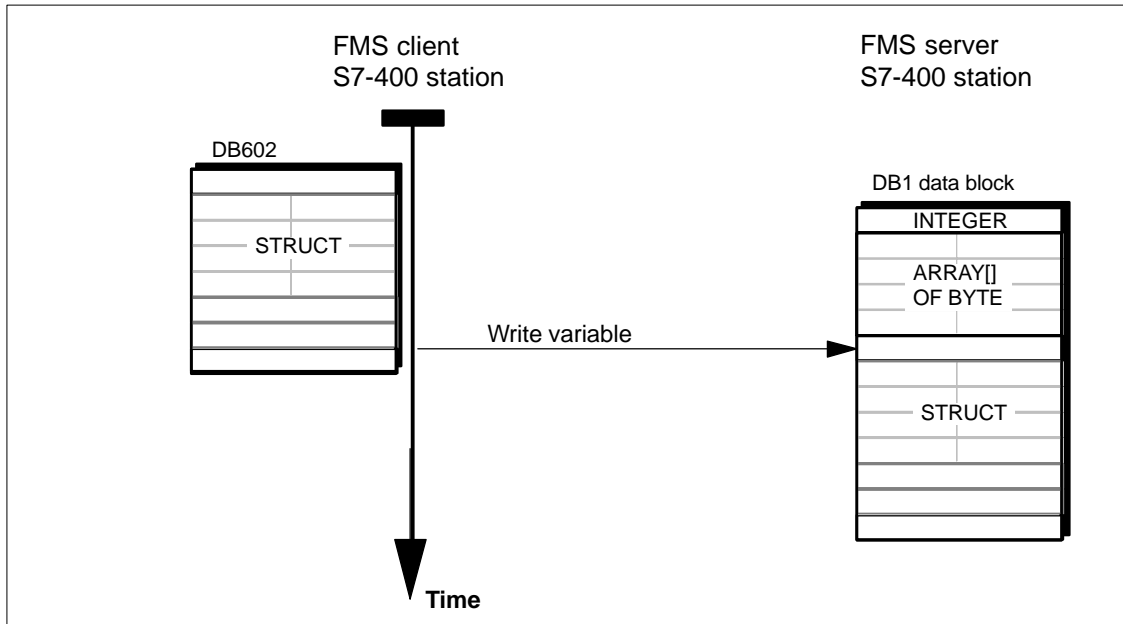 FMS client
S7-400 station
FMS server
S7-400 station
DB602
STRUCT
DB1 data block
INTEGER
ARRAY[]
OF BYTE
Write variable
STRUCT
Time